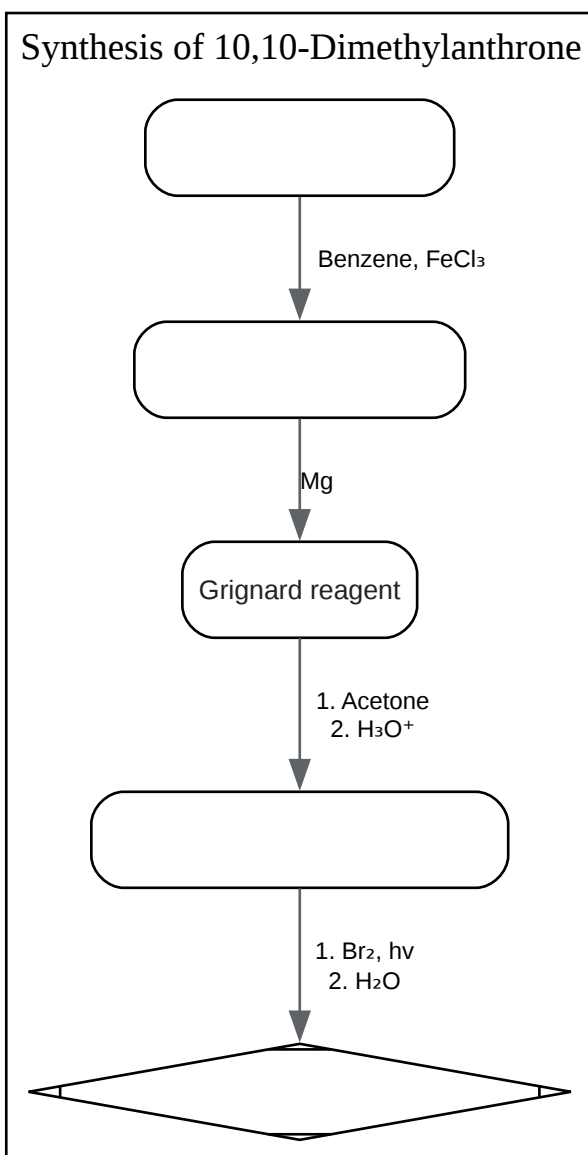 Synthesis of 10,10-Dimethylanthrone
Benzene, FeCl₃
Mg
Grignard reagent
1. Acetone
2. H₃O⁺
1. Br₂, hv
2. H₂O